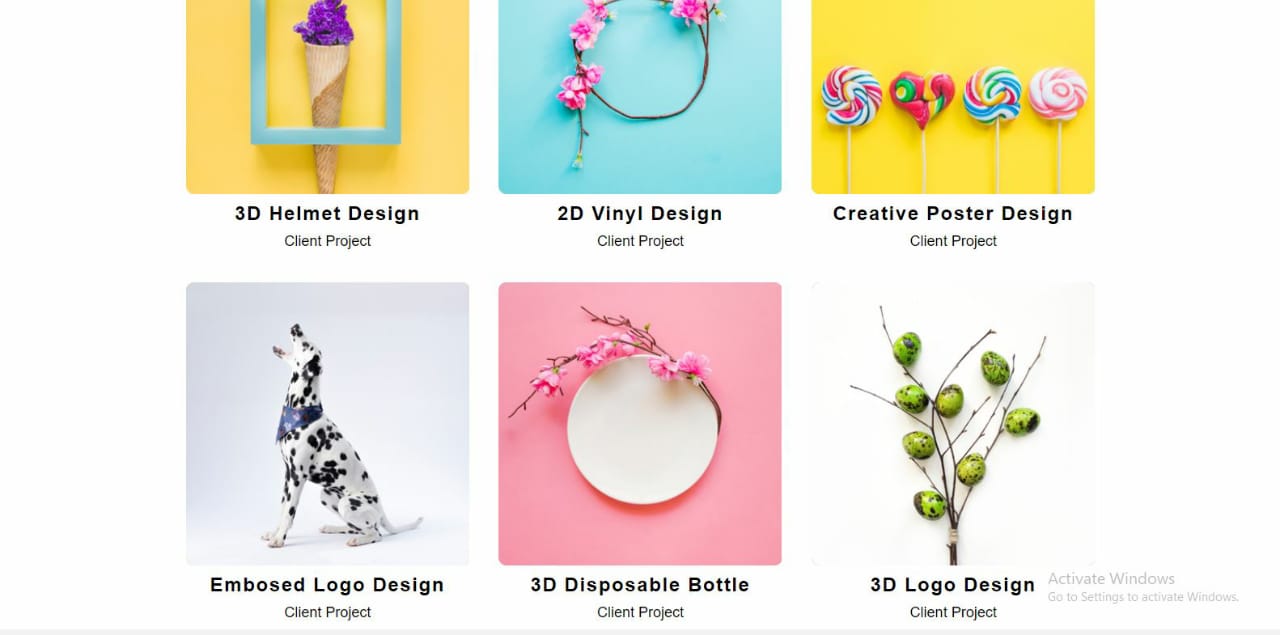 3D Helmet Design
2D Vinyl Design
Creative Poster Design
Client Project
Client Project
Client Project
Embosed Logo Design
3D Disposable Bottle
3D Logo Design
Client Project
Client Project
Client Project
Activate Windows
Go to Settings to activate Windows.